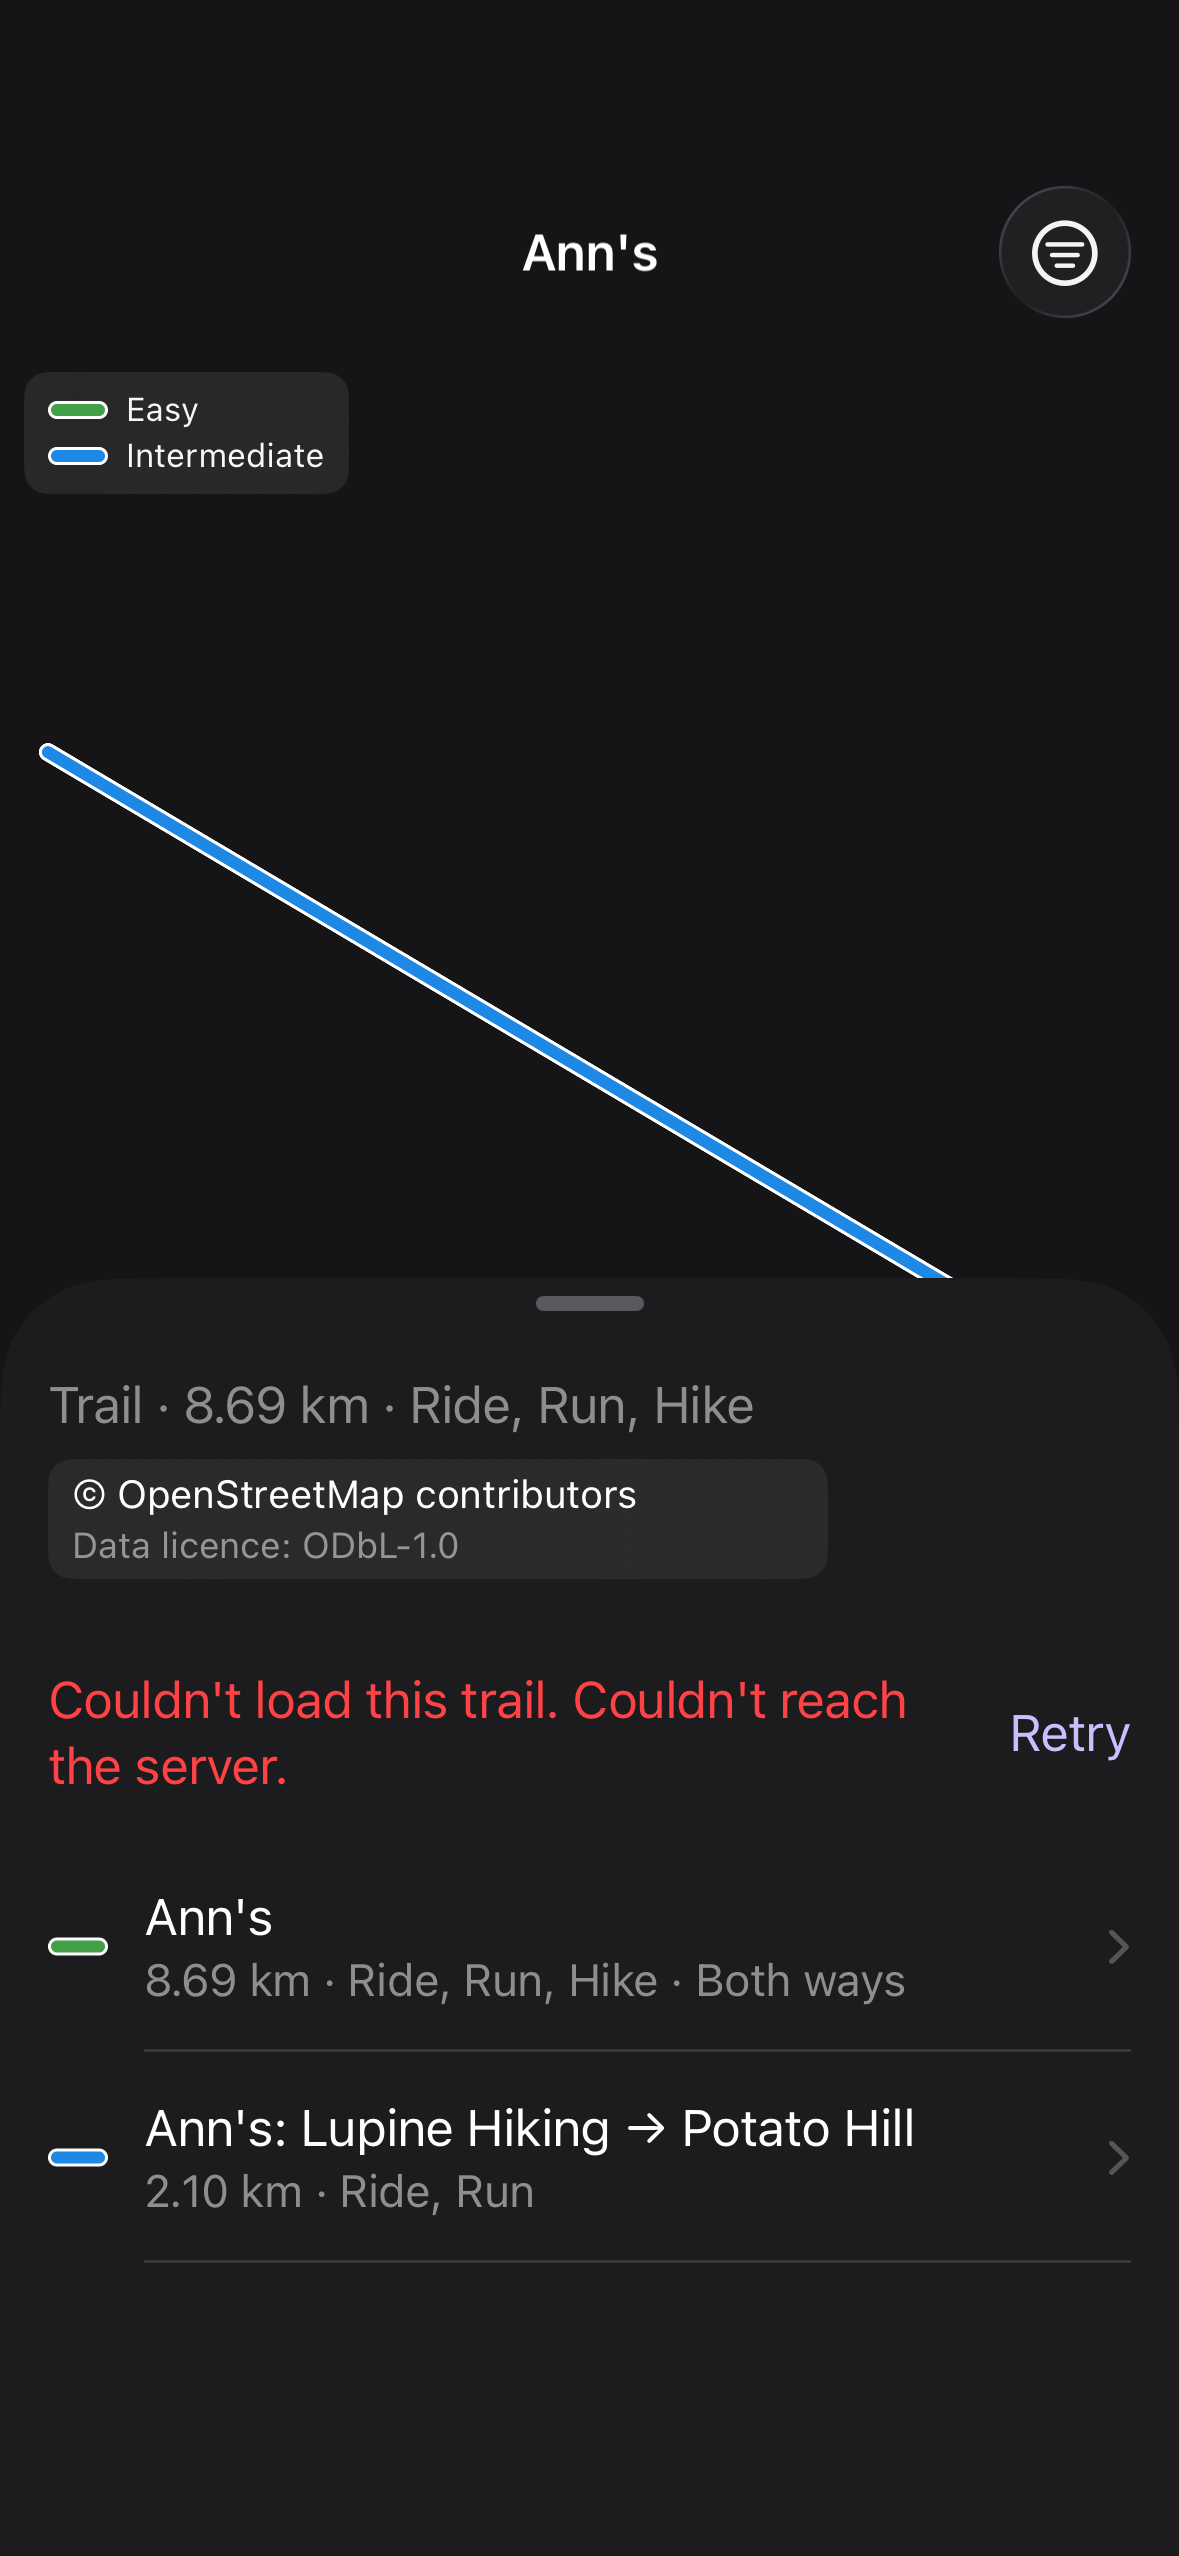 Ann's
Easy
Intermediate
Trail · 8.69 km · Ride, Run, Hike
© OpenStreetMap contributors
Data licence: ODbL-1.0
Couldn't load this trail. Couldn't reach
the server.
Retry
Ann's
8.69 km · Ride, Run, Hike · Both ways
Ann's: Lupine Hiking → Potato Hill
2.10 km · Ride, Run